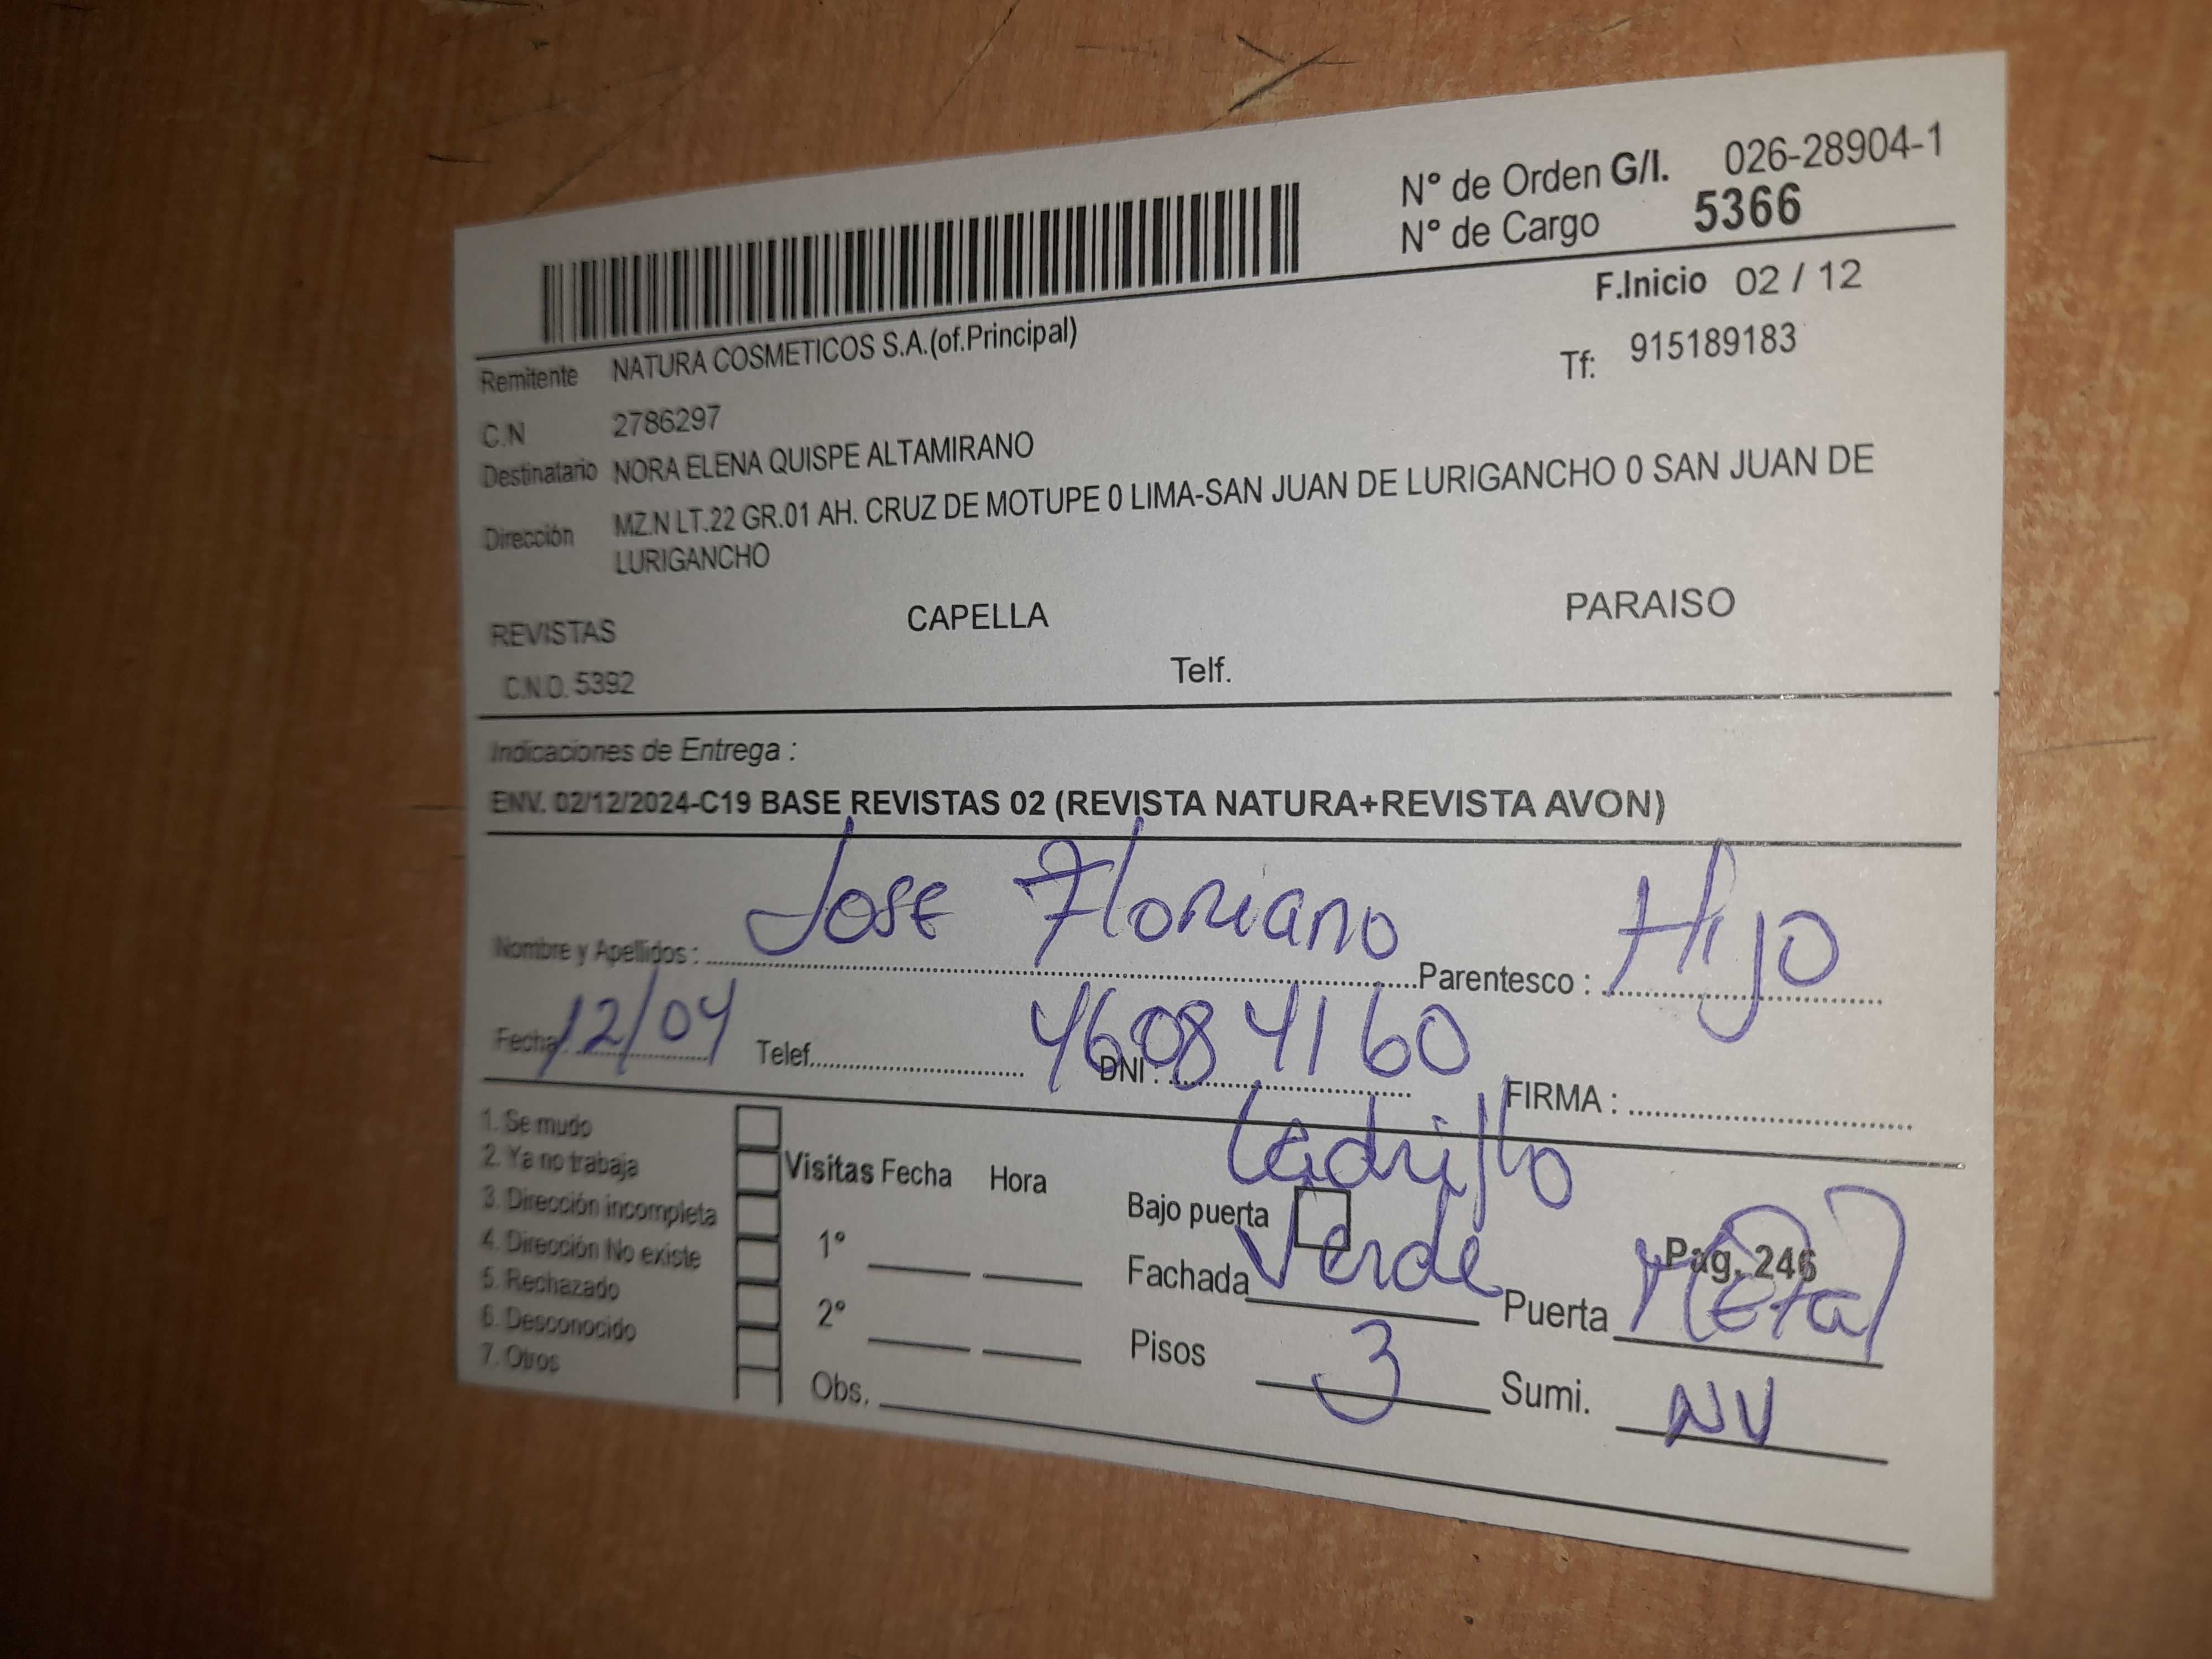 N° de Orden G/I. 026-28904-1
N° de Cargo 5366
F.Inicio 02 / 12
Remitente NATURA COSMETICOS S.A.(of.Principal)
Tf: 915189183
C.N 2786297
Destinatario NORA ELENA QUISPE ALTAMIRANO
Dirección MZ.N LT.22 GR.01 AH. CRUZ DE MOTUPE 0 LIMA-SAN JUAN DE LURIGANCHO 0 SAN JUAN DE
LURIGANCHO
REVISTAS CAPELLA PARAISO
C.N.O. 5392 Telf.
Indicaciones de Entrega :
ENV. 02/12/2024-C19 BASE REVISTAS 02 (REVISTA NATURA+REVISTA AVON)
Nombre y Apellidos : Jose Floriano Parentesco : Hijo
Fecha 12/04 Telef. DNI : 46084160 FIRMA :
1. Se mudo
2. Ya no trabaja
3. Dirección incompleta
4. Dirección No existe
5. Rechazado
6. Desconocido
7. Otros
Visitas Fecha Hora
1°
2°
Obs.
Ladrillo
Bajo puerta
Pag. 246
Fachada Verde Puerta Metal
Pisos 3 Sumi. NV